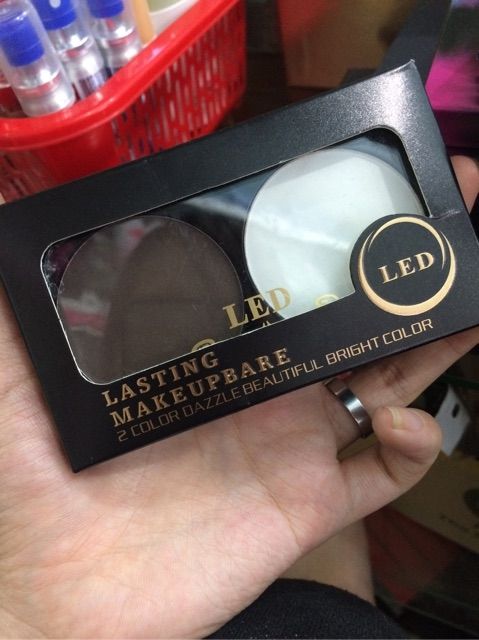 LED
LED
LASTING
MAKEUPBARE
2 COLOR DAZZLE BEAUTIFUL BRIGHT COLOR